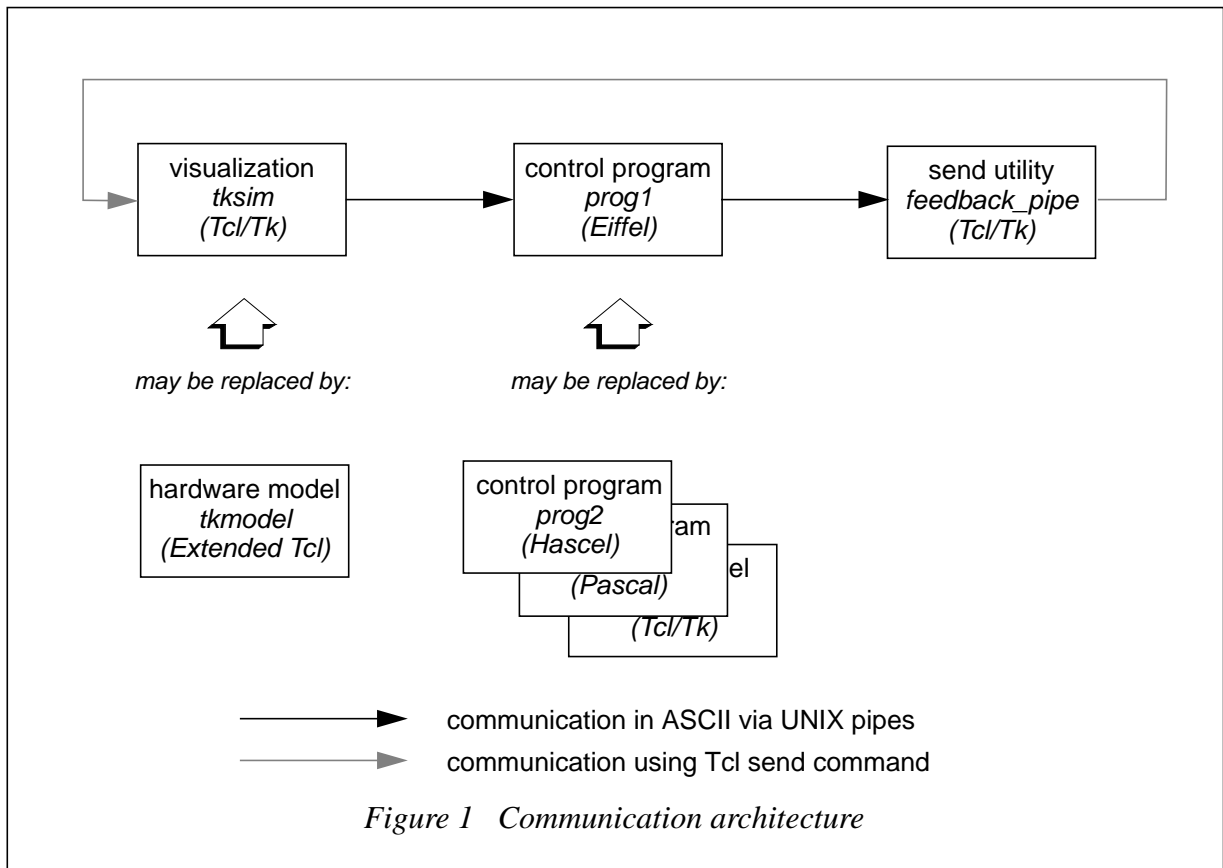 visualization
tksim
(Tcl/Tk)
control program
prog1
(Eiffel)
send utility
feedback_pipe
(Tcl/Tk)
may be replaced by:
may be replaced by:
hardware model
tkmodel
(Extended Tcl)
control program
prog2
(Hascel)
ram
(Pascal)
el
(Tcl/Tk)
communication in ASCII via UNIX pipes
communication using Tcl send command
Figure 1 Communication architecture